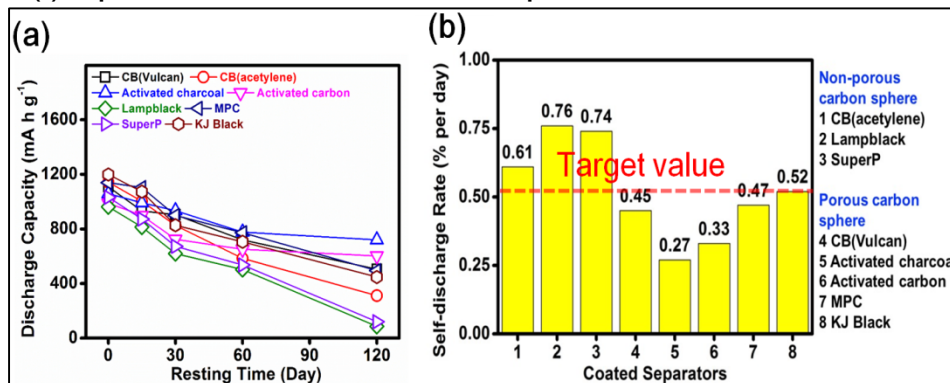 (a)
CB(Vulcan) CB(acetylene)
Activated charcoal Activated carbon
Lampblack MPC
SuperP KJ Black
Discharge Capacity (mA h g⁻¹)
1600
1200
800
400
0
0 30 60 90 120
Resting Time (Day)
(b)
Self-discharge Rate (% per day)
1.00
0.75
0.50
0.25
0.00
0.61
0.76
0.74
0.45
0.27
0.33
0.47
0.52
Target value
1 2 3 4 5 6 7 8
Coated Separators
Non-porous
carbon sphere
1 CB(acetylene)
2 Lampblack
3 SuperP
Porous carbon
sphere
4 CB(Vulcan)
5 Activated charcoal
6 Activated carbon
7 MPC
8 KJ Black